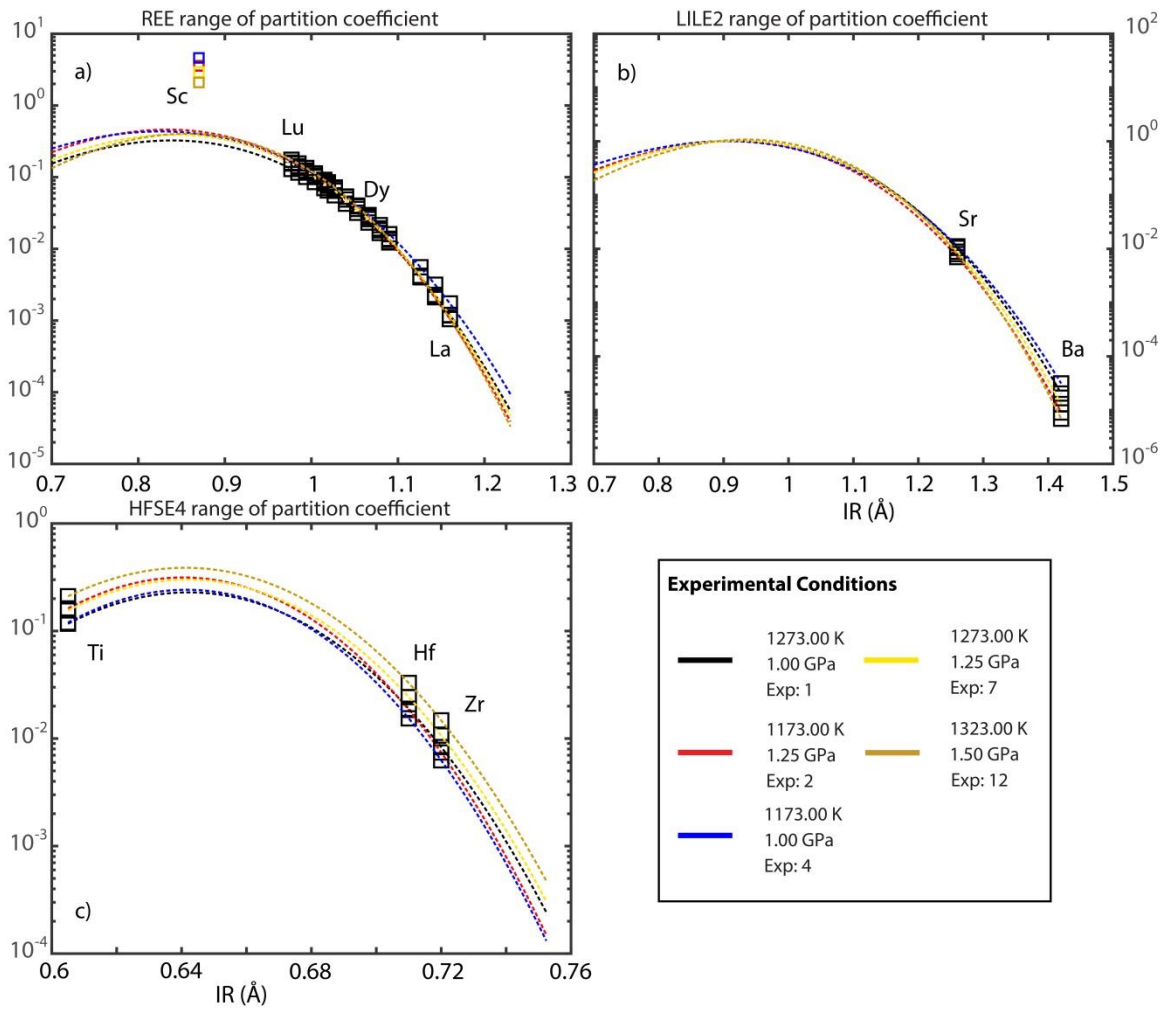 REE range of partition coefficient
LILE2 range of partition coefficient
10^1
10^0
10^-1
10^-2
10^-3
10^-4
10^-5
a)
Sc
Lu
Dy
La
0.7 0.8 0.9 1 1.1 1.2 1.3
b)
Sr
Ba
10^2
10^0
10^-2
10^-4
10^-6
0.7 0.8 0.9 1 1.1 1.2 1.3 1.4 1.5
IR (Å)
HFSE4 range of partition coefficient
10^0
10^-1
10^-2
10^-3
10^-4
Ti
Hf
Zr
c)
0.6 0.64 0.68 0.72 0.76
IR (Å)
Experimental Conditions
1273.00 K
1.00 GPa
Exp: 1
1173.00 K
1.25 GPa
Exp: 2
1173.00 K
1.00 GPa
Exp: 4
1273.00 K
1.25 GPa
Exp: 7
1323.00 K
1.50 GPa
Exp: 12